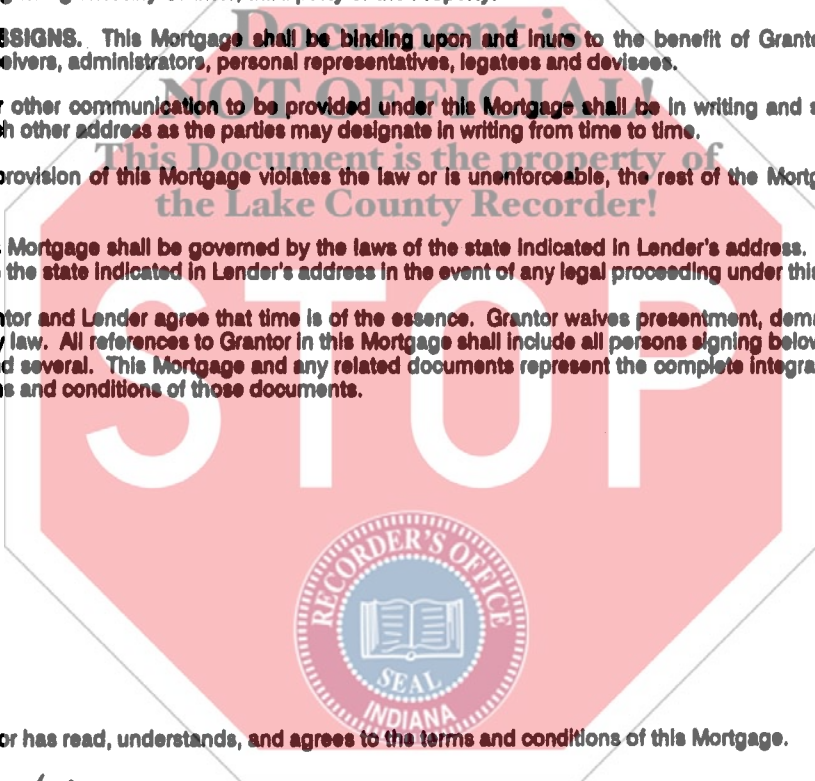 Document is
SSIGNS. This Mortgage shall be binding upon and inure to the benefit of Grante
eivers, administrators, personal representatives, legatees and devisees.
NOT OFFICIAL!
r other communication to be provided under this Mortgage shall be in writing and s
ch other address as the parties may designate in writing from time to time.
This Document is the property of
provision of this Mortgage violates the law or is unenforceable, the rest of the Mortg
the Lake County Recorder!
Mortgage shall be governed by the laws of the state indicated in Lender's address.
the state indicated in Lender's address in the event of any legal proceeding under this
ntor and Lender agree that time is of the essence. Grantor waives presentment, dema
y law. All references to Grantor in this Mortgage shall include all persons signing below
d several. This Mortgage and any related documents represent the complete integra
s and conditions of those documents.
STOP
RECORDER'S OFFICE
SEAL
INDIANA
or has read, understands, and agrees to the terms and conditions of this Mortgage.